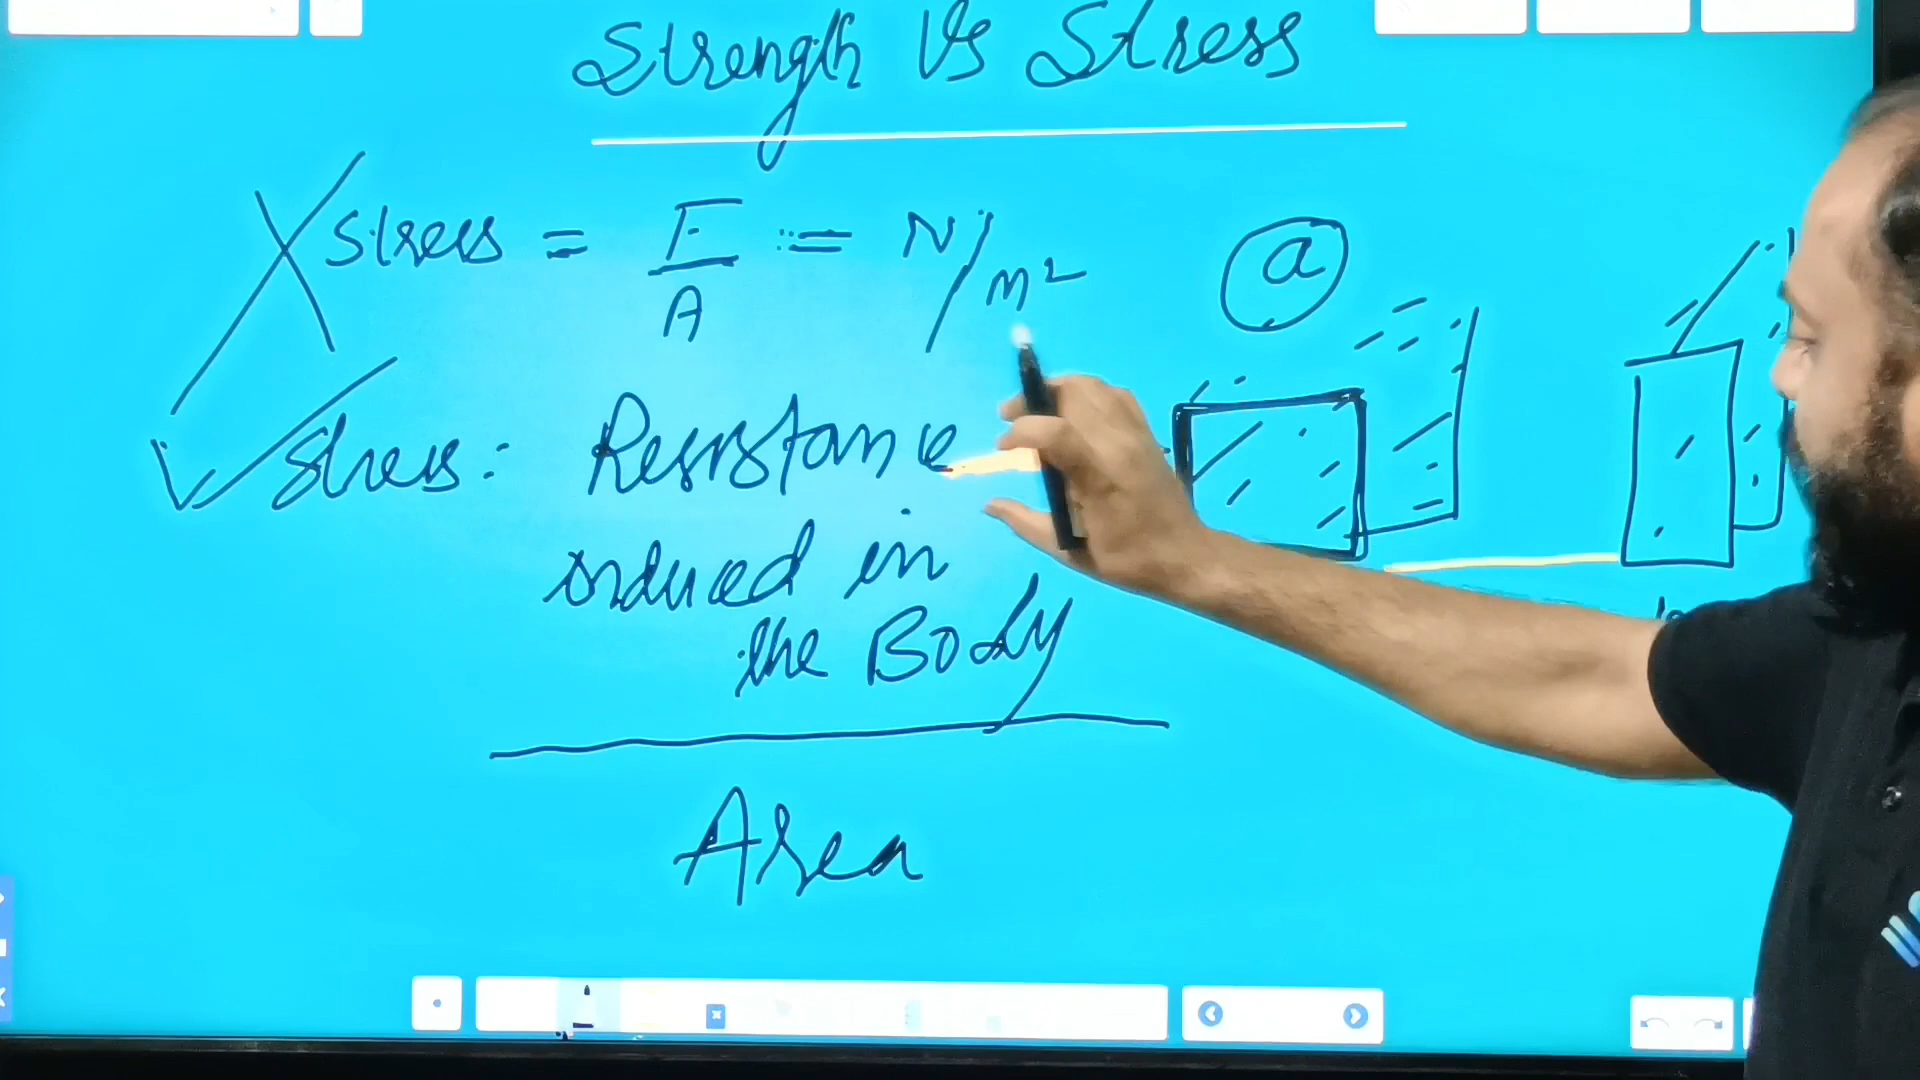 Strength Vs Stress
Stress = F/A = N/m²
a
Stress: Resistance
induced in
the Body
Area